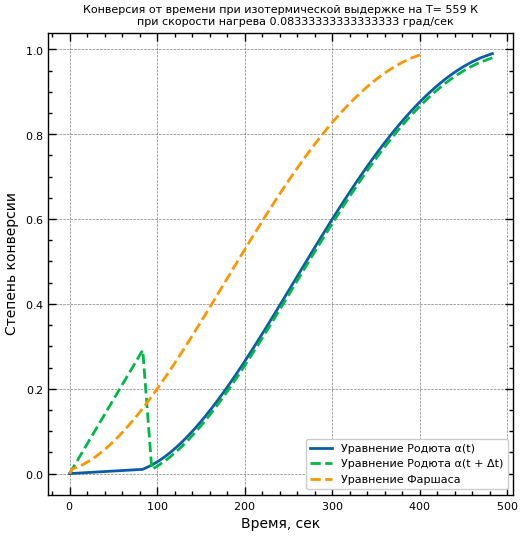 Конверсия от времени при изотермической выдержке на T= 559 K
при скорости нагрева 0.08333333333333333 град/сек
1.0
0.8
0.6
0.4
0.2
0.0
Степень конверсии
Уравнение Родюта α(t)
Уравнение Родюта α(t + Δt)
Уравнение Фаршаса
0 100 200 300 400 500
Время, сек